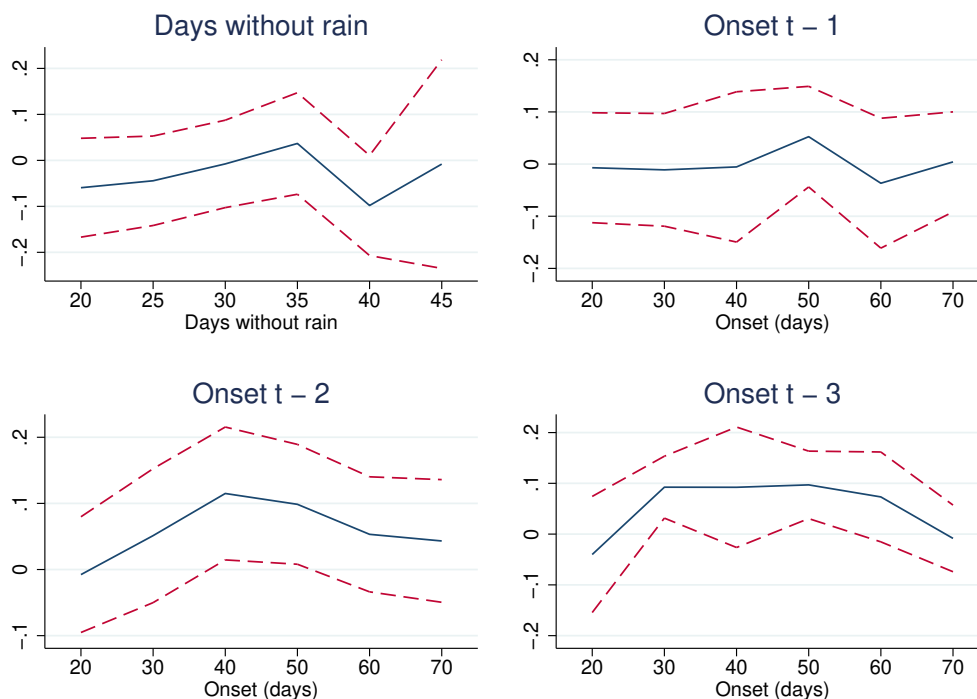 Days without rain
.2
.1
0
−.1
−.2
20 25 30 35 40 45
Days without rain
Onset t − 1
.2
.1
0
−.1
−.2
20 30 40 50 60 70
Onset (days)
Onset t − 2
.2
.1
0
−.1
20 30 40 50 60 70
Onset (days)
Onset t − 3
.2
.1
0
−.1
−.2
20 30 40 50 60 70
Onset (days)